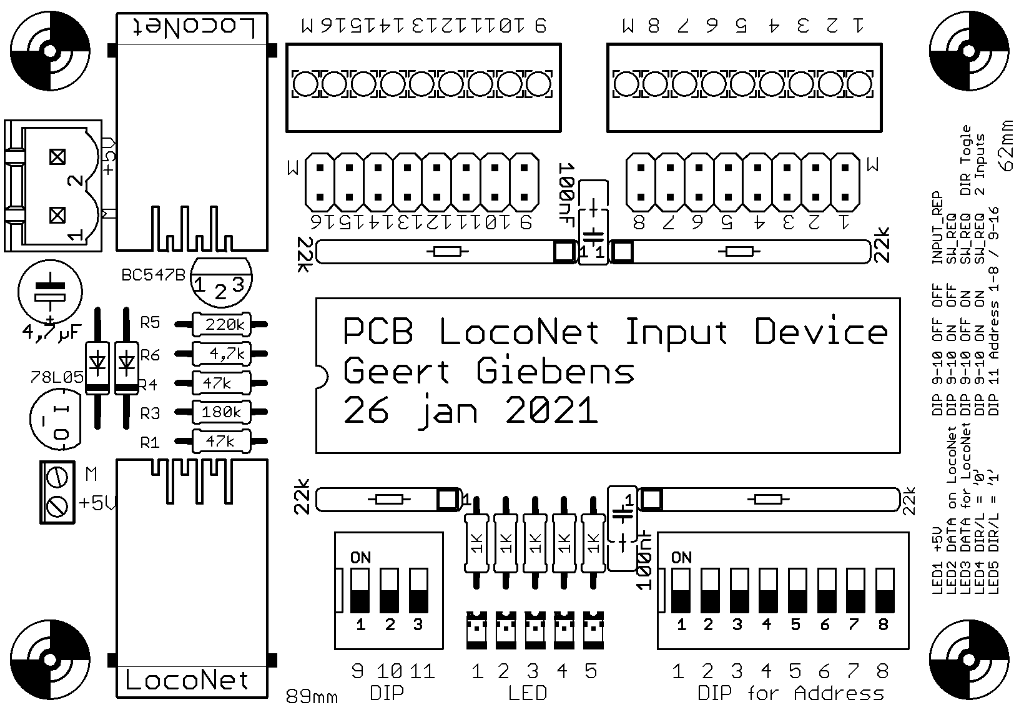 LocoNet
M 16 15 14 13 12 11 10 9
M 8 7 6 5 4 3 2 1
+5V
M
2
1
M
16 15 14 13 12 11 10 9
100nF
M
8 7 6 5 4 3 2 1
22k
1
1
22k
BC547B
1 2 3
4,7µF
R5 220k
R6 4,7k
R4 47k
R3 180k
R1 47k
78L05
I
-
O
PCB LocoNet Input Device
Geert Giebens
26 jan 2021
M
+5V
22k
1
1
22k
100nF
1K 1K 1K 1K 1K
ON
1 2 3
9 10 11
DIP
1 2 3 4 5
LED
ON
1 2 3 4 5 6 7 8
1 2 3 4 5 6 7 8
DIP for Address
LocoNet
89mm
62mm
LED1 +5V
LED2 DATA on LocoNet
LED3 DATA for LocoNet
LED4 DIR/L = '0'
LED5 DIR/L = '1'
DIP 9-10 OFF OFF INPUT_REP
DIP 9-10 ON OFF SW_REQ
DIP 9-10 OFF ON SW_REQ DIR Togle
DIP 9-10 ON ON SW_REQ 2 Inputs
DIP 11 Address 1-8 / 9-16